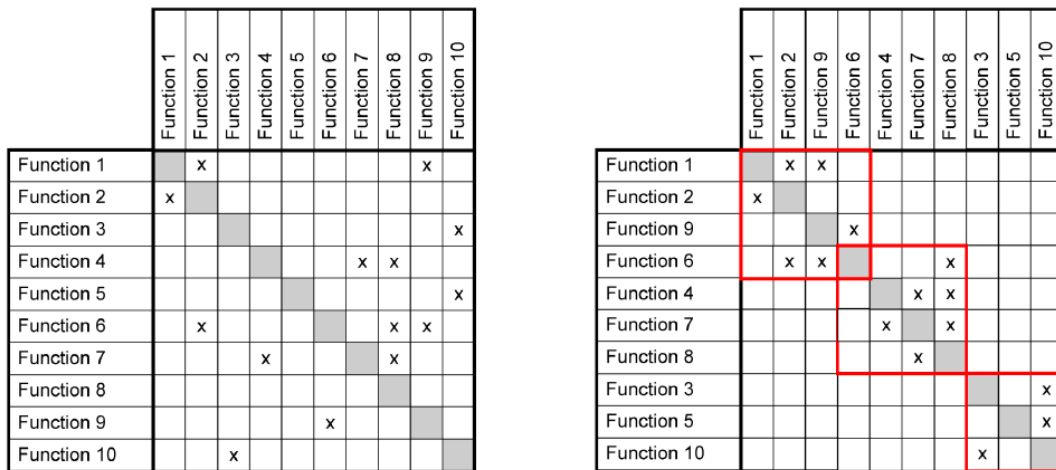 Function 1 Function 2 Function 3 Function 4 Function 5 Function 6 Function 7 Function 8 Function 9 Function 10
Function 1 x x
Function 2 x
Function 3 x
Function 4 x x
Function 5 x
Function 6 x x x
Function 7 x x
Function 8
Function 9 x
Function 10 x
Function 1 Function 2 Function 9 Function 6 Function 4 Function 7 Function 8 Function 3 Function 5 Function 10
Function 1 x x
Function 2 x
Function 9 x
Function 6 x x x
Function 4 x x
Function 7 x x
Function 8 x
Function 3 x
Function 5 x
Function 10 x